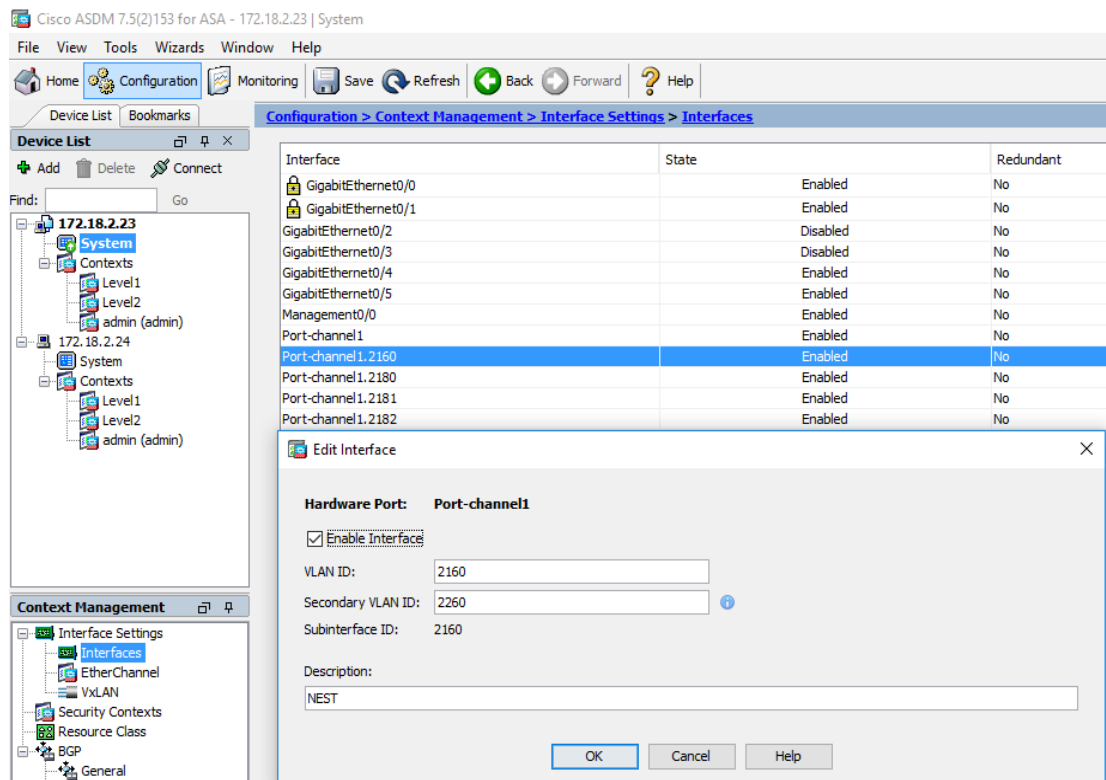 Cisco ASDM 7.5(2)153 for ASA - 172.18.2.23 | System
File View Tools Wizards Window Help
Home Configuration Monitoring Save Refresh Back Forward Help
Device List Bookmarks
Configuration > Context Management > Interface Settings > Interfaces
Device List
Add Delete Connect
Find: Go
172.18.2.23
System
Contexts
Level1
Level2
admin (admin)
172.18.2.24
System
Contexts
Level1
Level2
admin (admin)
Interface State Redundant
GigabitEthernet0/0 Enabled No
GigabitEthernet0/1 Enabled No
GigabitEthernet0/2 Disabled No
GigabitEthernet0/3 Disabled No
GigabitEthernet0/4 Enabled No
GigabitEthernet0/5 Enabled No
Management0/0 Enabled No
Port-channel1 Enabled No
Port-channel1.2160 Enabled No
Port-channel1.2180 Enabled No
Port-channel1.2181 Enabled No
Port-channel1.2182 Enabled No
Edit Interface
Hardware Port: Port-channel1
Enable Interface
VLAN ID: 2160
Secondary VLAN ID: 2260
Subinterface ID: 2160
Description:
NEST
OK Cancel Help
Context Management
Interface Settings
Interfaces
EtherChannel
VxLAN
Security Contexts
Resource Class
BGP
General